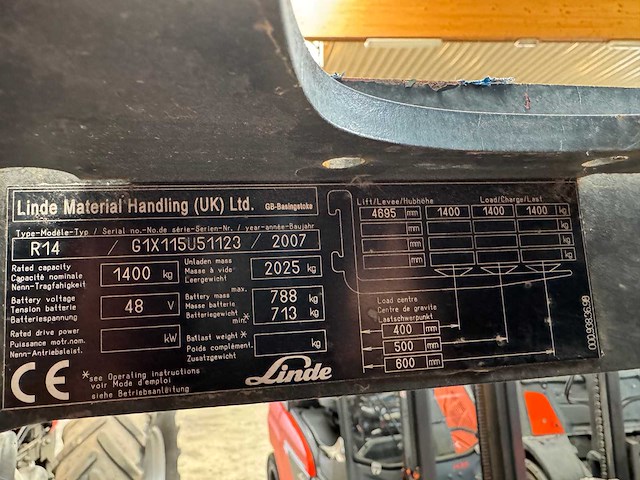 Linde Material Handling (UK) Ltd. GB-Basingstoke
Type-Modèle-Typ / Serial no.-No.de série-Serien-Nr. / year-année-Baujahr
R14 / G1X115U51123 / 2007
Rated capacity
Capacité nominale
Nenn-Tragfähigkeit
1400 kg
Unladen mass
Masse à vide
Leergewicht
2025 kg
Battery voltage
Tension batterie
Batteriespannung
48 V
Battery mass
Masse batterie
Batteriegewicht
max. 788 kg
min.* 713 kg
Rated drive power
Puissance motr.nom.
Nenn-Antriebsleist.
kW
Ballast weight *
Poids complément.
Zusatzgewicht
kg
CE
*see Operating instructions
voir Mode d'emploi
siehe Betriebsanleitung
Linde
Lift/Levée/Hubhöhe Load/Charge/Last
4695 mm 1400 1400 1400 kg
mm kg
mm kg
mm kg
Load centre
Centre de gravité
Lastschwerpunkt
400 mm
500 mm
600 mm